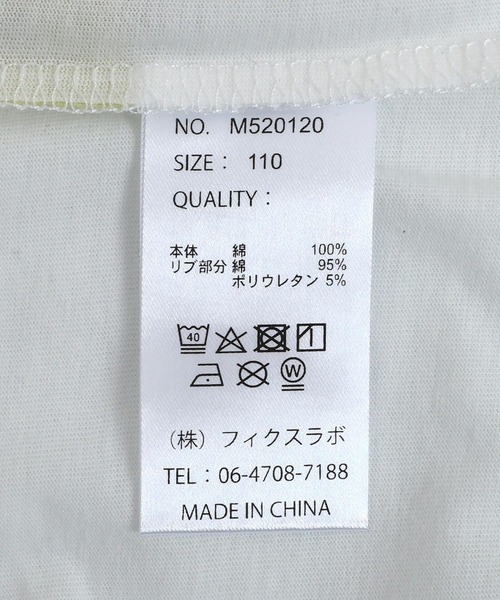 NO. M520120
SIZE： 110
QUALITY：
本体 綿 100%
リブ部分 綿 95%
ポリウレタン 5%
40
W
（株）フィクスラボ
TEL：06-4708-7188
MADE IN CHINA